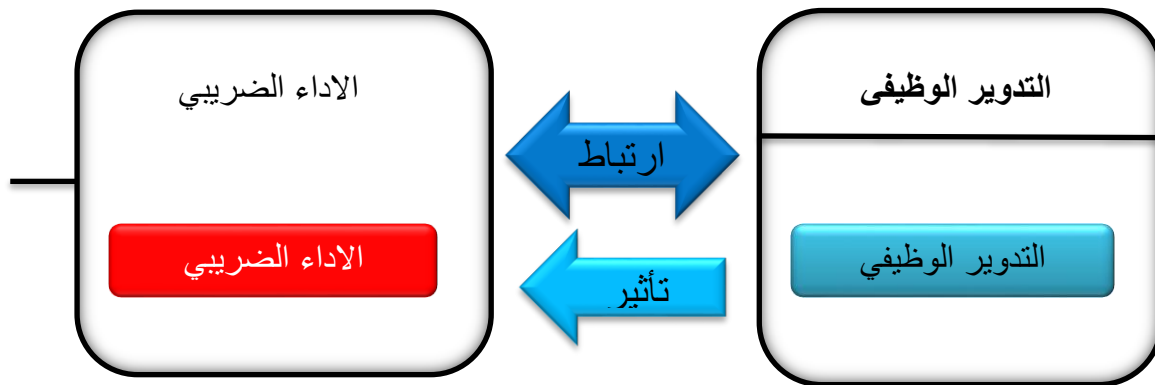 التدوير الوظيفى
الاداء الضريبي
ارتباط
التدوير الوظيفي
الاداء الضريبي
تأثير